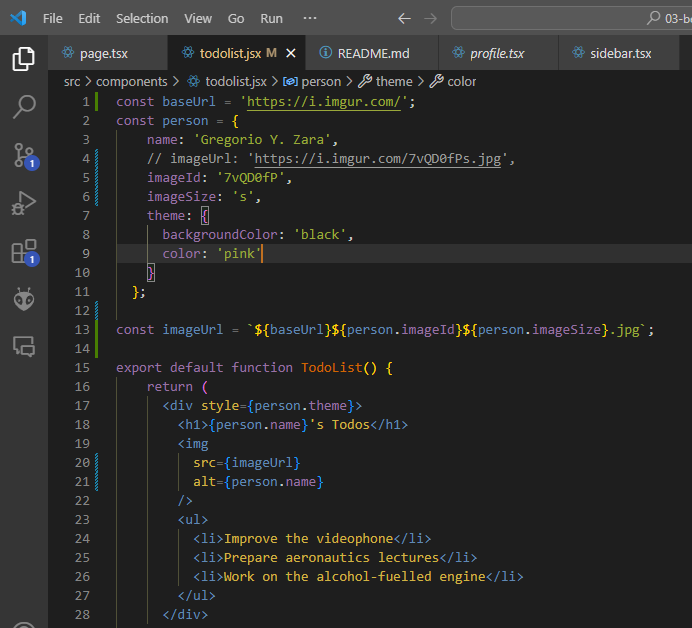 File Edit Selection View Go Run ··· ← → 03-b
page.tsx todolist.jsx M × README.md profile.tsx sidebar.tsx
src > components > todolist.jsx > person > theme > color
1 const baseUrl = 'https://i.imgur.com/';
2 const person = {
3 name: 'Gregorio Y. Zara',
4 // imageUrl: 'https://i.imgur.com/7vQD0fPs.jpg',
5 imageId: '7vQD0fP',
6 imageSize: 's',
7 theme: {
8 backgroundColor: 'black',
9 color: 'pink'
10 }
11 };
12
13 const imageUrl = `${baseUrl}${person.imageId}${person.imageSize}.jpg`;
14
15 export default function TodoList() {
16 return (
17 <div style={person.theme}>
18 <h1>{person.name}'s Todos</h1>
19 <img
20 src={imageUrl}
21 alt={person.name}
22 />
23 <ul>
24 <li>Improve the videophone</li>
25 <li>Prepare aeronautics lectures</li>
26 <li>Work on the alcohol-fuelled engine</li>
27 </ul>
28 </div>
1
1